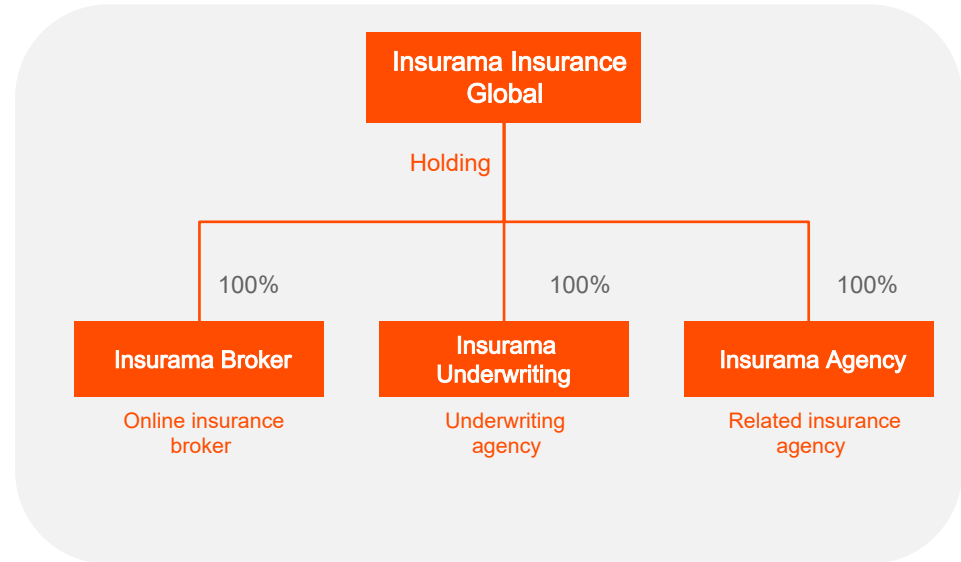 Insurama Insurance
Global
Holding
100%
100%
100%
Insurama Broker
Insurama
Underwriting
Insurama Agency
Online insurance
broker
Underwriting
agency
Related insurance
agency